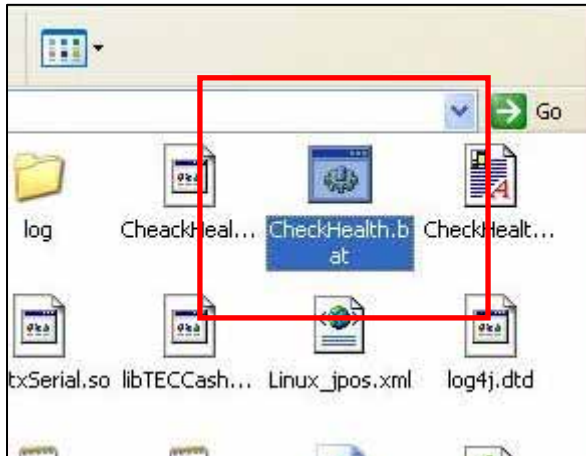 Go
log
CheackHeal...
CheckHealth.b
at
CheckHealt...
txSerial.so
libTECCash...
Linux_jpos.xml
log4j.dtd